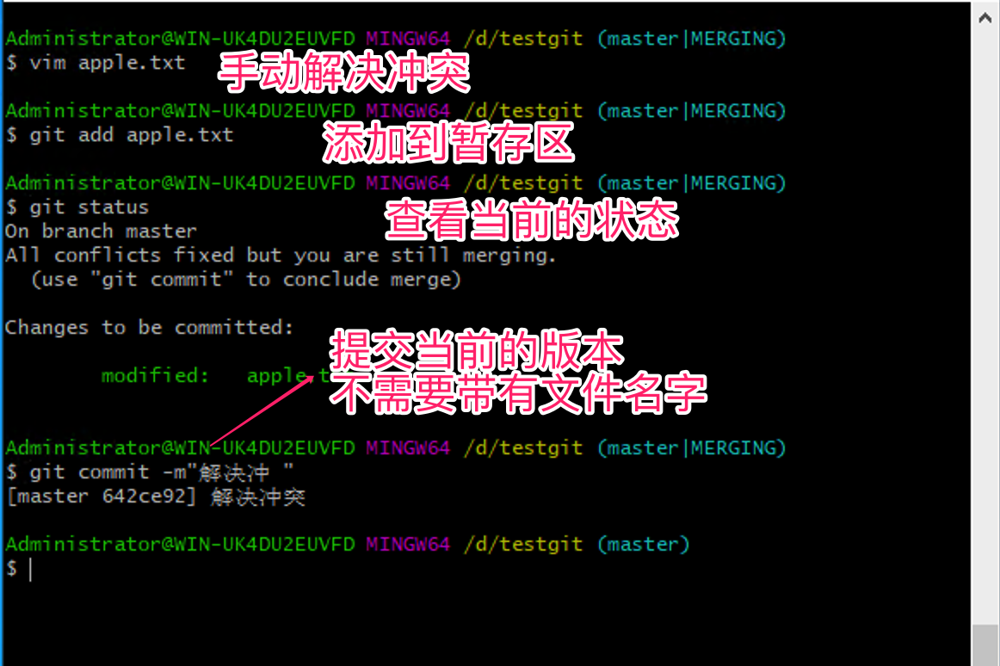 Administrator@WIN-UK4DU2EUVFD MINGW64 /d/testgit (master|MERGING)
$ vim apple.txt
手动解决冲突
Administrator@WIN-UK4DU2EUVFD MINGW64 /d/testgit (master|MERGING)
$ git add apple.txt
添加到暂存区
Administrator@WIN-UK4DU2EUVFD MINGW64 /d/testgit (master|MERGING)
$ git status
查看当前的状态
On branch master
All conflicts fixed but you are still merging.
(use "git commit" to conclude merge)
Changes to be committed:
提交当前的版本
modified: apple.t
不需要带有文件名字
Administrator@WIN-UK4DU2EUVFD MINGW64 /d/testgit (master|MERGING)
$ git commit -m"解决冲 "
[master 642ce92] 解决冲突
Administrator@WIN-UK4DU2EUVFD MINGW64 /d/testgit (master)
$